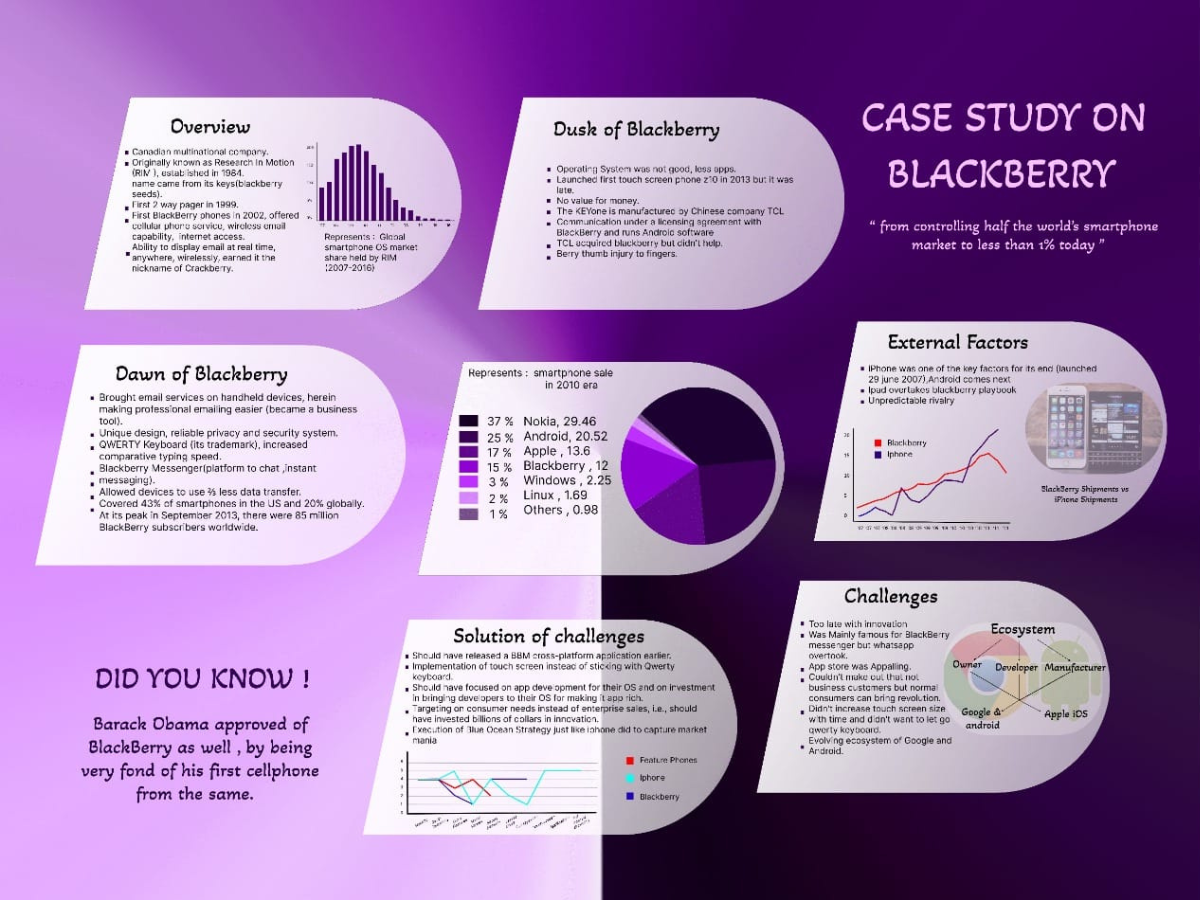 CASE STUDY ON
BLACKBERRY
“ from controlling half the world's smartphone
market to less than 1% today ”
Overview
Canadian multinational company.
Originally known as Research In Motion
(RIM ), established in 1984.
name came from its keys(blackberry
seeds).
First 2 way pager in 1999.
First BlackBerry phones in 2002, offered
cellular phone service, wireless email
capability, internet access.
Ability to display email at real time,
anywhere, wirelessly, earned it the
nickname of Crackberry.
Represents : Global
smartphone OS market
share held by RIM
(2007-2016)
Dusk of Blackberry
Operating System was not good, less apps.
Launched first touch screen phone z10 in 2013 but it was
late.
No value for money.
The KEYone is manufactured by Chinese company TCL
Communication under a licensing agreement with
BlackBerry and runs Android software
TCL acquired blackberry but didn't help.
Berry thumb injury to fingers.
Dawn of Blackberry
Brought email services on handheld devices, herein
making professional emailing easier (became a business
tool).
Unique design, reliable privacy and security system.
QWERTY Keyboard (its trademark), increased
comparative typing speed.
Blackberry Messenger(platform to chat ,instant
messaging).
Allowed devices to use ⅔ less data transfer.
Covered 43% of smartphones in the US and 20% globally.
At its peak in September 2013, there were 85 million
BlackBerry subscribers worldwide.
Represents : smartphone sale
in 2010 era
37 % Nokia, 29.46
25 % Android, 20.52
17 % Apple , 13.6
15 % Blackberry , 12
3 % Windows , 2.25
2 % Linux , 1.69
1 % Others , 0.98
External Factors
IPhone was one of the key factors for its end (launched
29 june 2007),Android comes next
Ipad overtakes blackberry playbook
Unpredictable rivalry
Blackberry
Iphone
BlackBerry Shipments vs
iPhone Shipments
DID YOU KNOW !
Barack Obama approved of
BlackBerry as well , by being
very fond of his first cellphone
from the same.
Solution of challenges
Should have released a BBM cross-platform application earlier.
Implementation of touch screen instead of sticking with Qwerty
keyboard.
Should have focused on app development for their OS and on investment
in bringing developers to their OS for making it app rich.
Targeting on consumer needs instead of enterprise sales, i.e., should
have invested billions of collars in innovation.
Execution of Blue Ocean Strategy just like iphone did to capture market
mania
Feature Phones
Iphone
Blackberry
Challenges
Too late with innovation
Was Mainly famous for BlackBerry
messenger but whatsapp
overtook.
App store was Appalling.
Couldn't make out that not
business customers but normal
consumers can bring revolution.
Didn't increase touch screen size
with time and didn't want to let go
qwerty keyboard.
Evolving ecosystem of Google and
Android.
Ecosystem
Owner Developer Manufacturer
Google &
android
Apple iOS